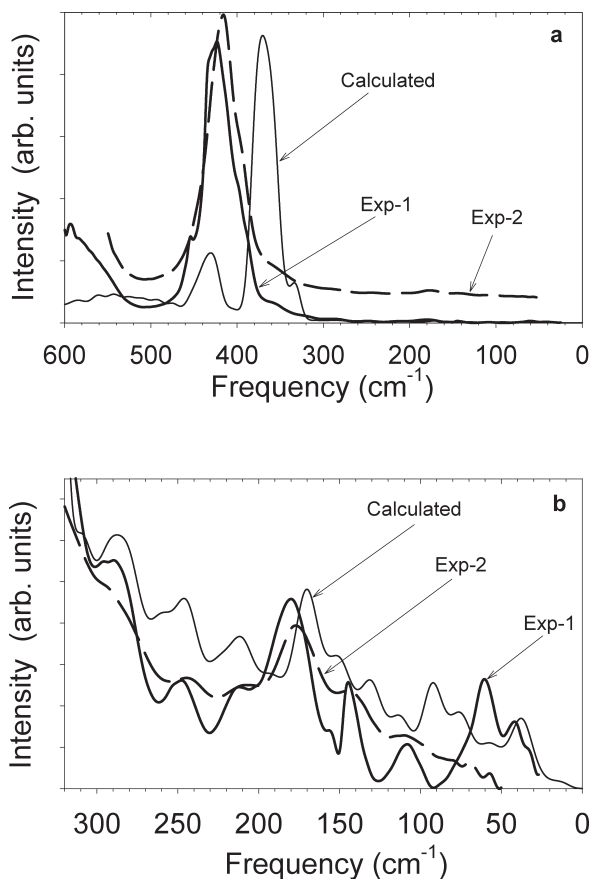 a
Intensity (arb. units)
Calculated
Exp-1
Exp-2
600 500 400 300 200 100 0
Frequency (cm⁻¹)
b
Intensity (arb. units)
Calculated
Exp-2
Exp-1
300 250 200 150 100 50 0
Frequency (cm⁻¹)